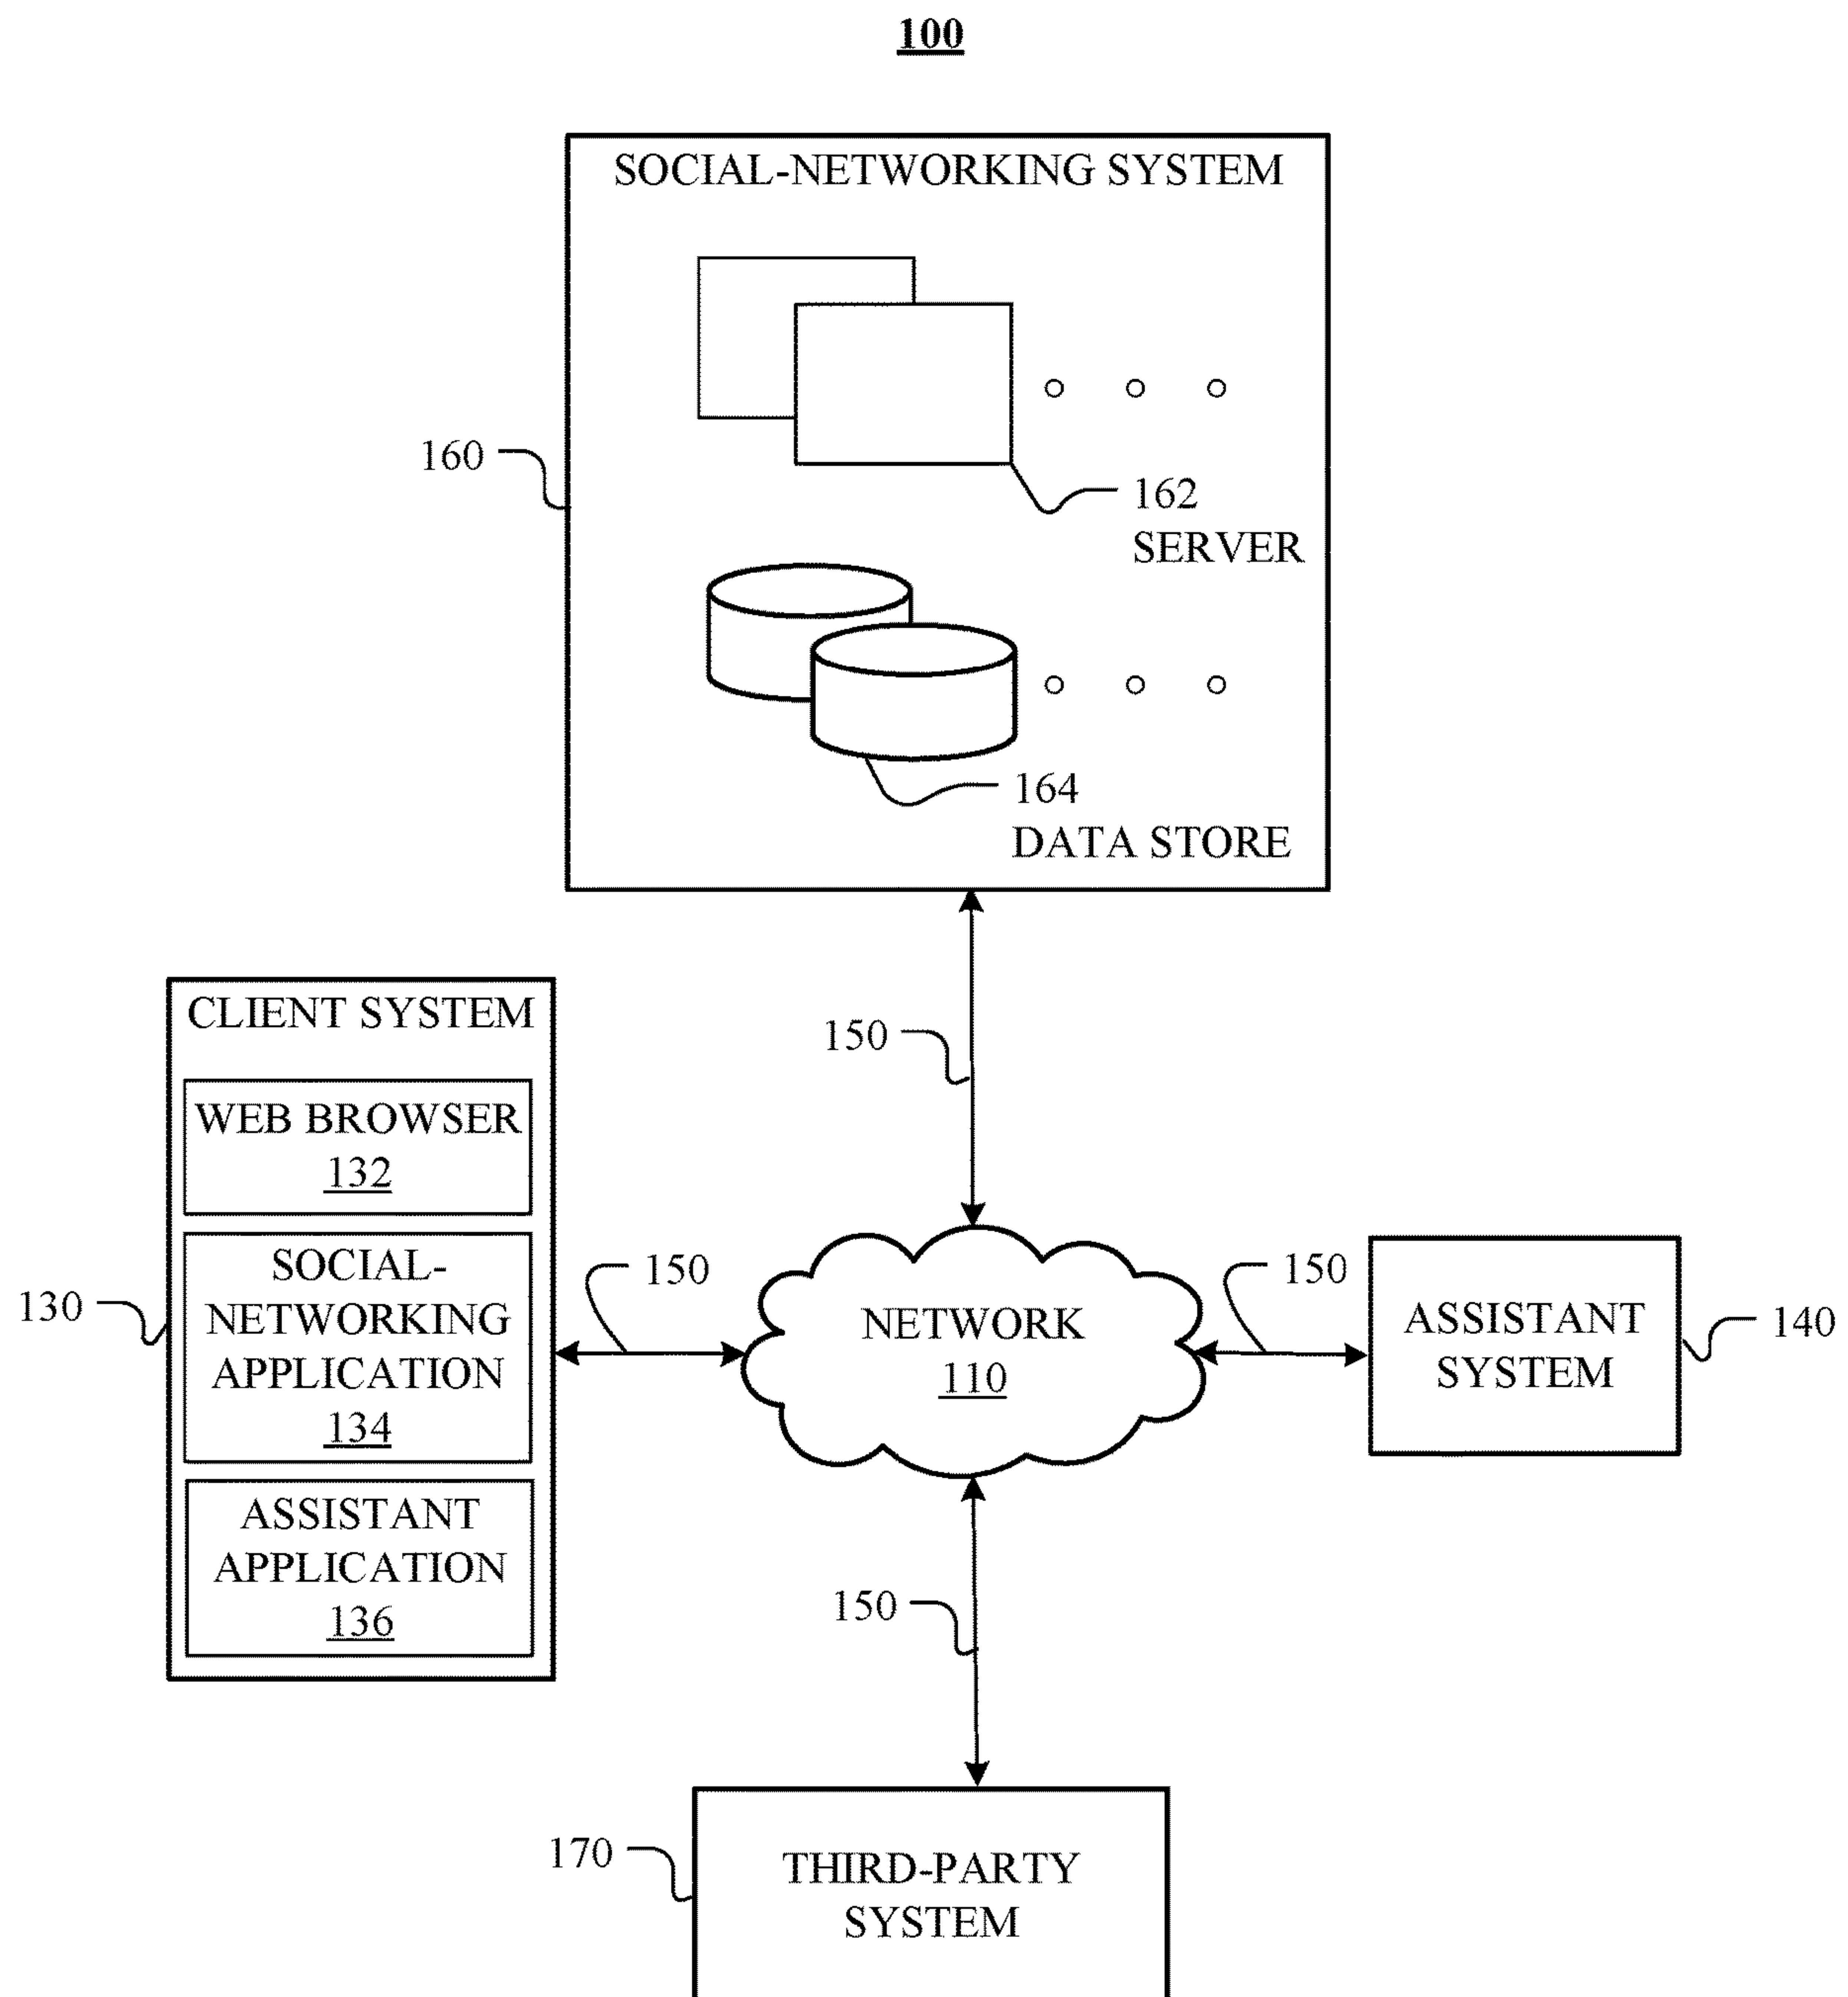 100
SOCIAL-NETWORKING SYSTEM
160
162
SERVER
164
DATA STORE
CLIENT SYSTEM
WEB BROWSER
132
SOCIAL-
NETWORKING
APPLICATION
134
ASSISTANT
APPLICATION
136
130
150
150
NETWORK
110
150
ASSISTANT
SYSTEM
140
150
170
THIRD-PARTY
SYSTEM